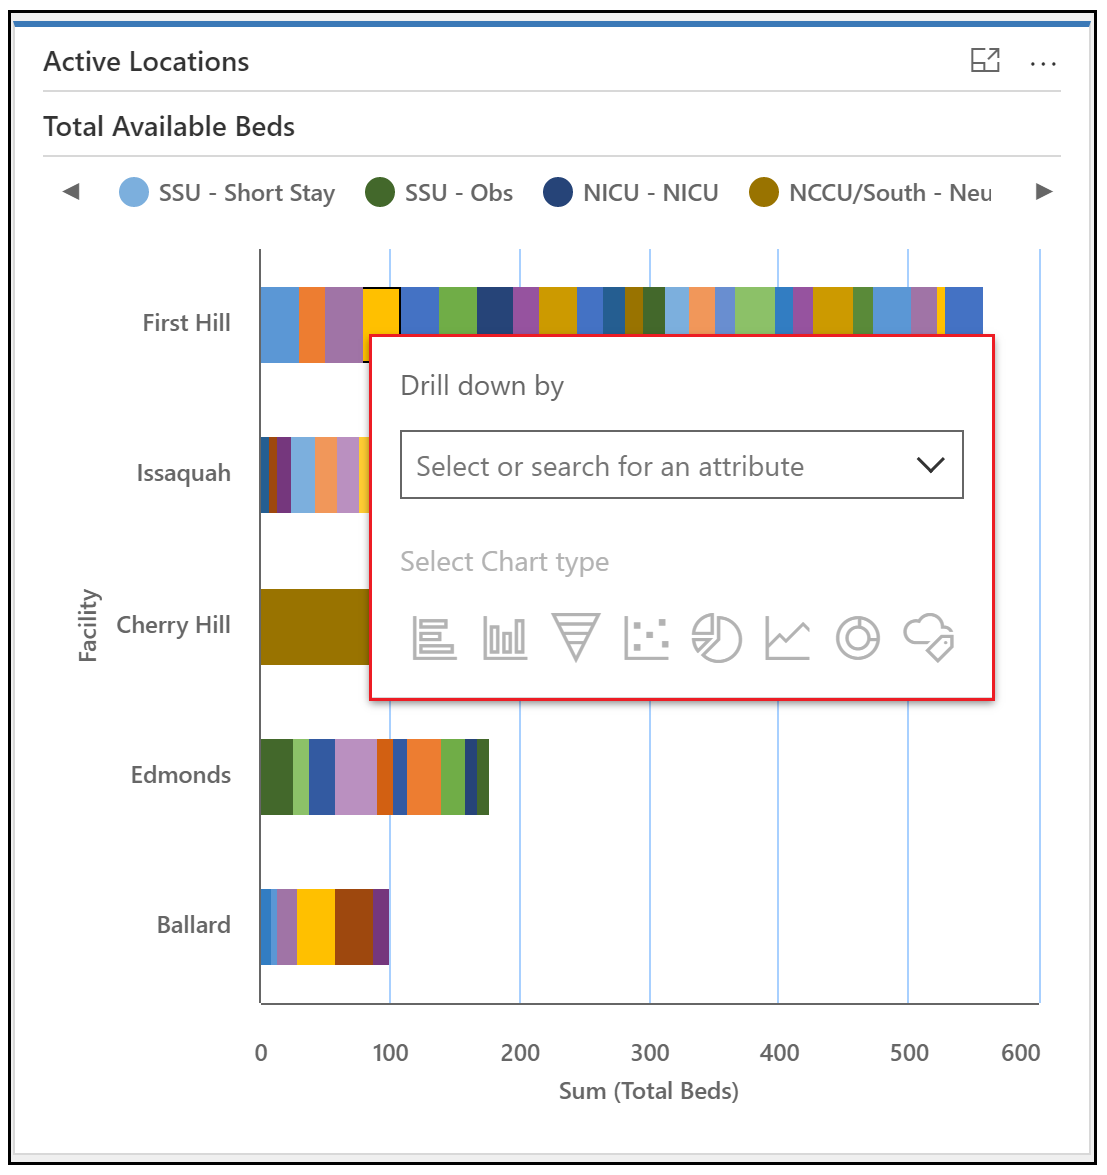 Active Locations
...
Total Available Beds
SSU - Short Stay SSU - Obs NICU - NICU NCCU/South - Neu
First Hill
Drill down by
Select or search for an attribute
Select Chart type
Issaquah
Cherry Hill
Facility
Edmonds
Ballard
0 100 200 300 400 500 600
Sum (Total Beds)